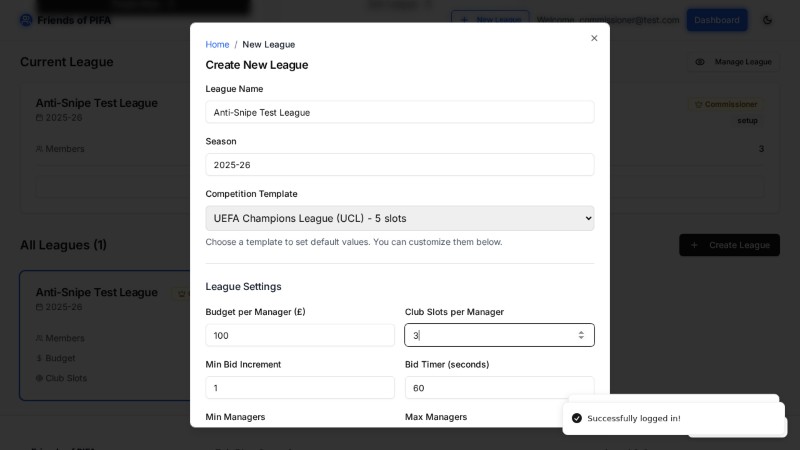 Friends of PIFA
New League
Welcome, commissioner@test.com
Dashboard
Current League
Manage League
Anti-Snipe Test League
2025-26
Commissioner
setup
Members
3
All Leagues (1)
Create League
Anti-Snipe Test League
2025-26
Members
Budget
Club Slots
Home / New League
Create New League
League Name
Anti-Snipe Test League
Season
2025-26
Competition Template
UEFA Champions League (UCL) - 5 slots
Choose a template to set default values. You can customize them below.
League Settings
Budget per Manager (£)
Club Slots per Manager
100
3
Min Bid Increment
Bid Timer (seconds)
1
60
Min Managers
Max Managers
Successfully logged in!